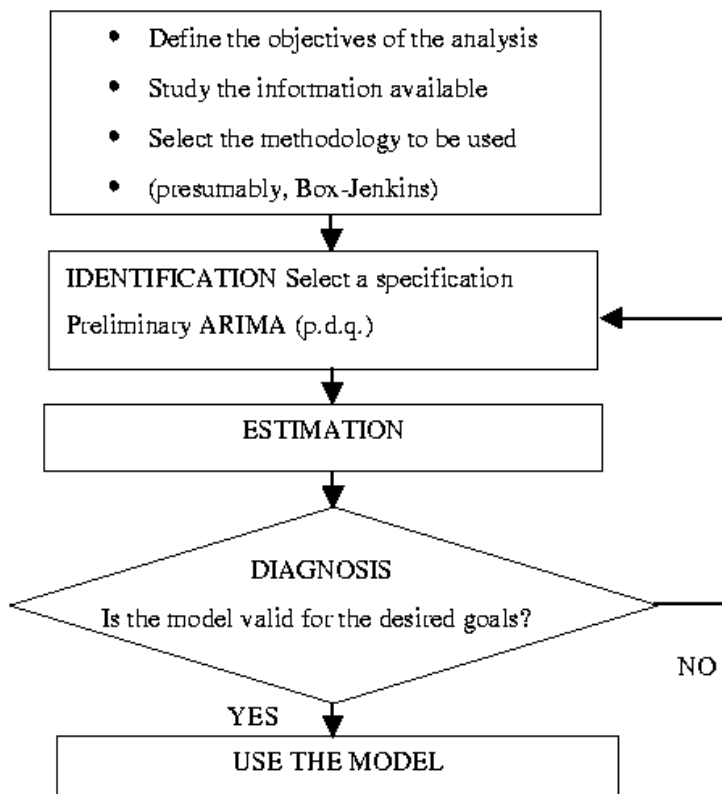 • Define the objectives of the analysis
• Study the information available
• Select the methodology to be used
• (presumably, Box-Jenkins)
IDENTIFICATION Select a specification
Preliminary ARIMA (p.d.q.)
ESTIMATION
DIAGNOSIS
Is the model valid for the desired goals?
NO
YES
USE THE MODEL